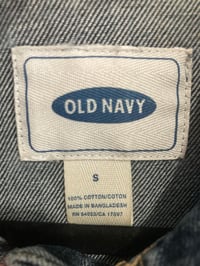 OLD NAVY
S
100% COTTON/COTON
MADE IN BANGLADESH
RN 54023/CA 17897